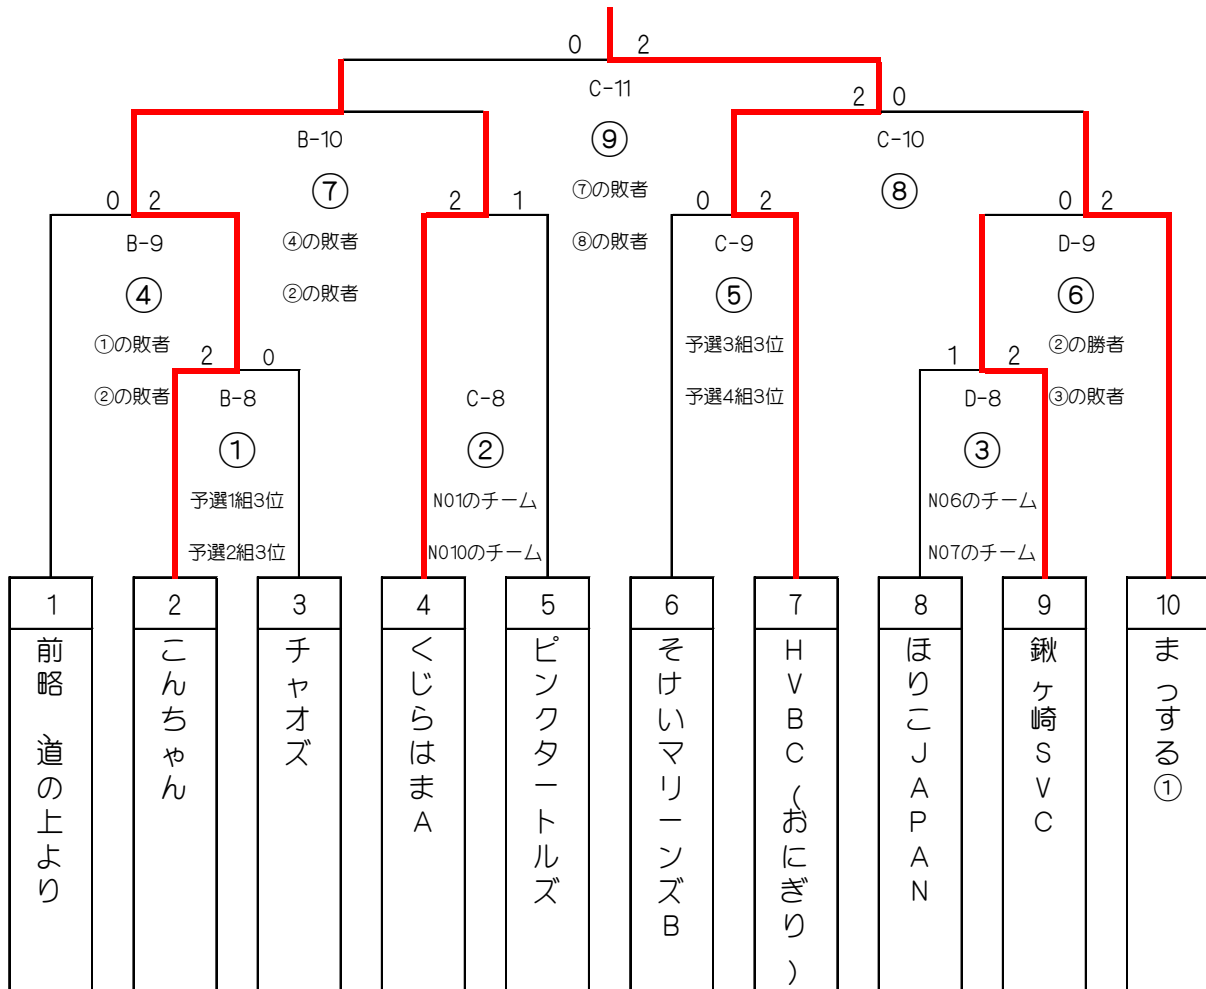 0 2
C-11
2 0
B-10
⑨
C-10
⑦
⑦の敗者
⑧
0 2
2 1
0 2
0 2
B-9
④の敗者
⑧の敗者
C-9
D-9
④
②の敗者
⑤
⑥
①の敗者
予選3組3位
②の勝者
2 0
1 2
②の敗者
B-8
C-8
予選4組3位
D-8
③の敗者
①
②
③
予選1組3位
NO1のチーム
NO6のチーム
予選2組3位
NO10のチーム
NO7のチーム
1
2
3
4
5
6
7
8
9
10
前略、道の上より
こんちゃん
チャオズ
くじらはまA
ピンクタートルズ
そけいマリーンズB
HVBC(おにぎり)
ほりこJAPAN
鍬ヶ崎SVC
まっする①